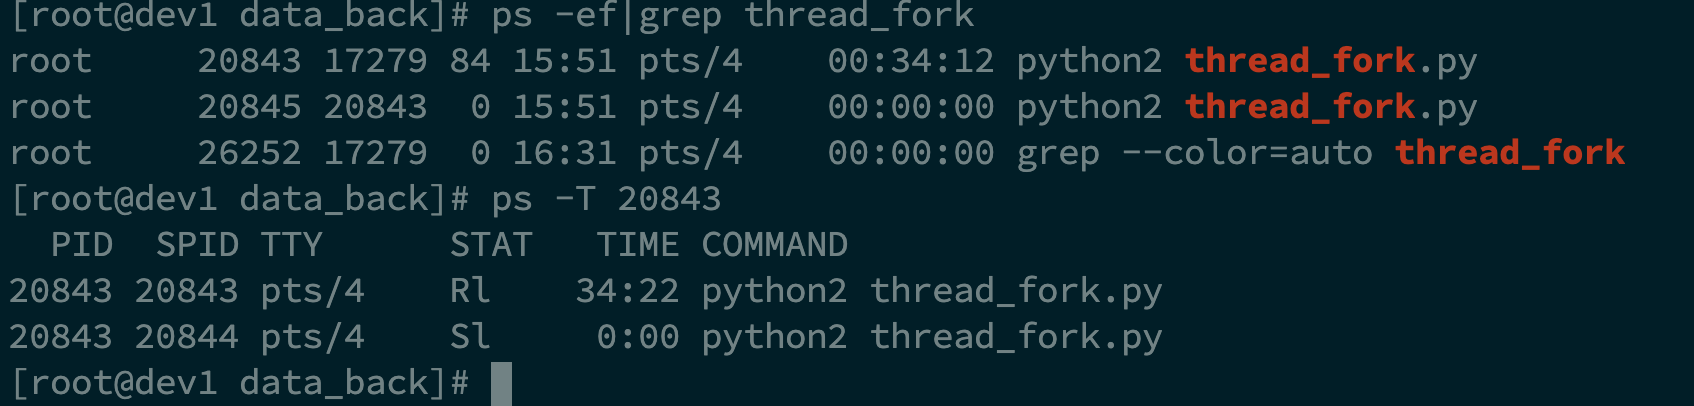 [root@dev1 data_back]# ps -ef|grep thread_fork
root     20843 17279 84 15:51 pts/4    00:34:12 python2 thread_fork.py
root     20845 20843  0 15:51 pts/4    00:00:00 python2 thread_fork.py
root     26252 17279  0 16:31 pts/4    00:00:00 grep --color=auto thread_fork
[root@dev1 data_back]# ps -T 20843
  PID  SPID TTY      STAT   TIME COMMAND
20843 20843 pts/4    Rl    34:22 python2 thread_fork.py
20843 20844 pts/4    Sl     0:00 python2 thread_fork.py
[root@dev1 data_back]#